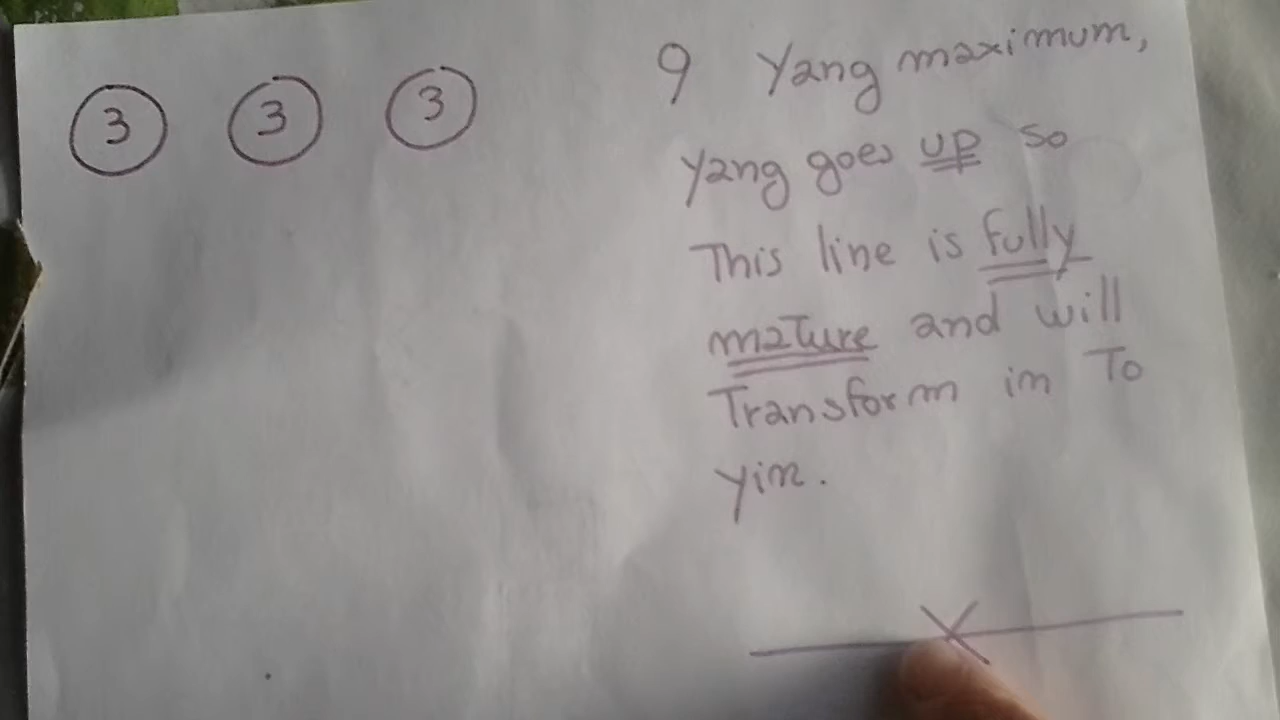 3 3 3
9 Yang maximum,
yang goes up so
This line is fully
mature and will
Transform in To
yin.